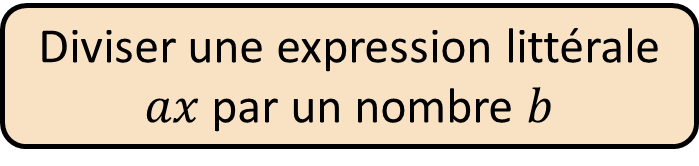 Diviser une expression littérale
ax par un nombre b